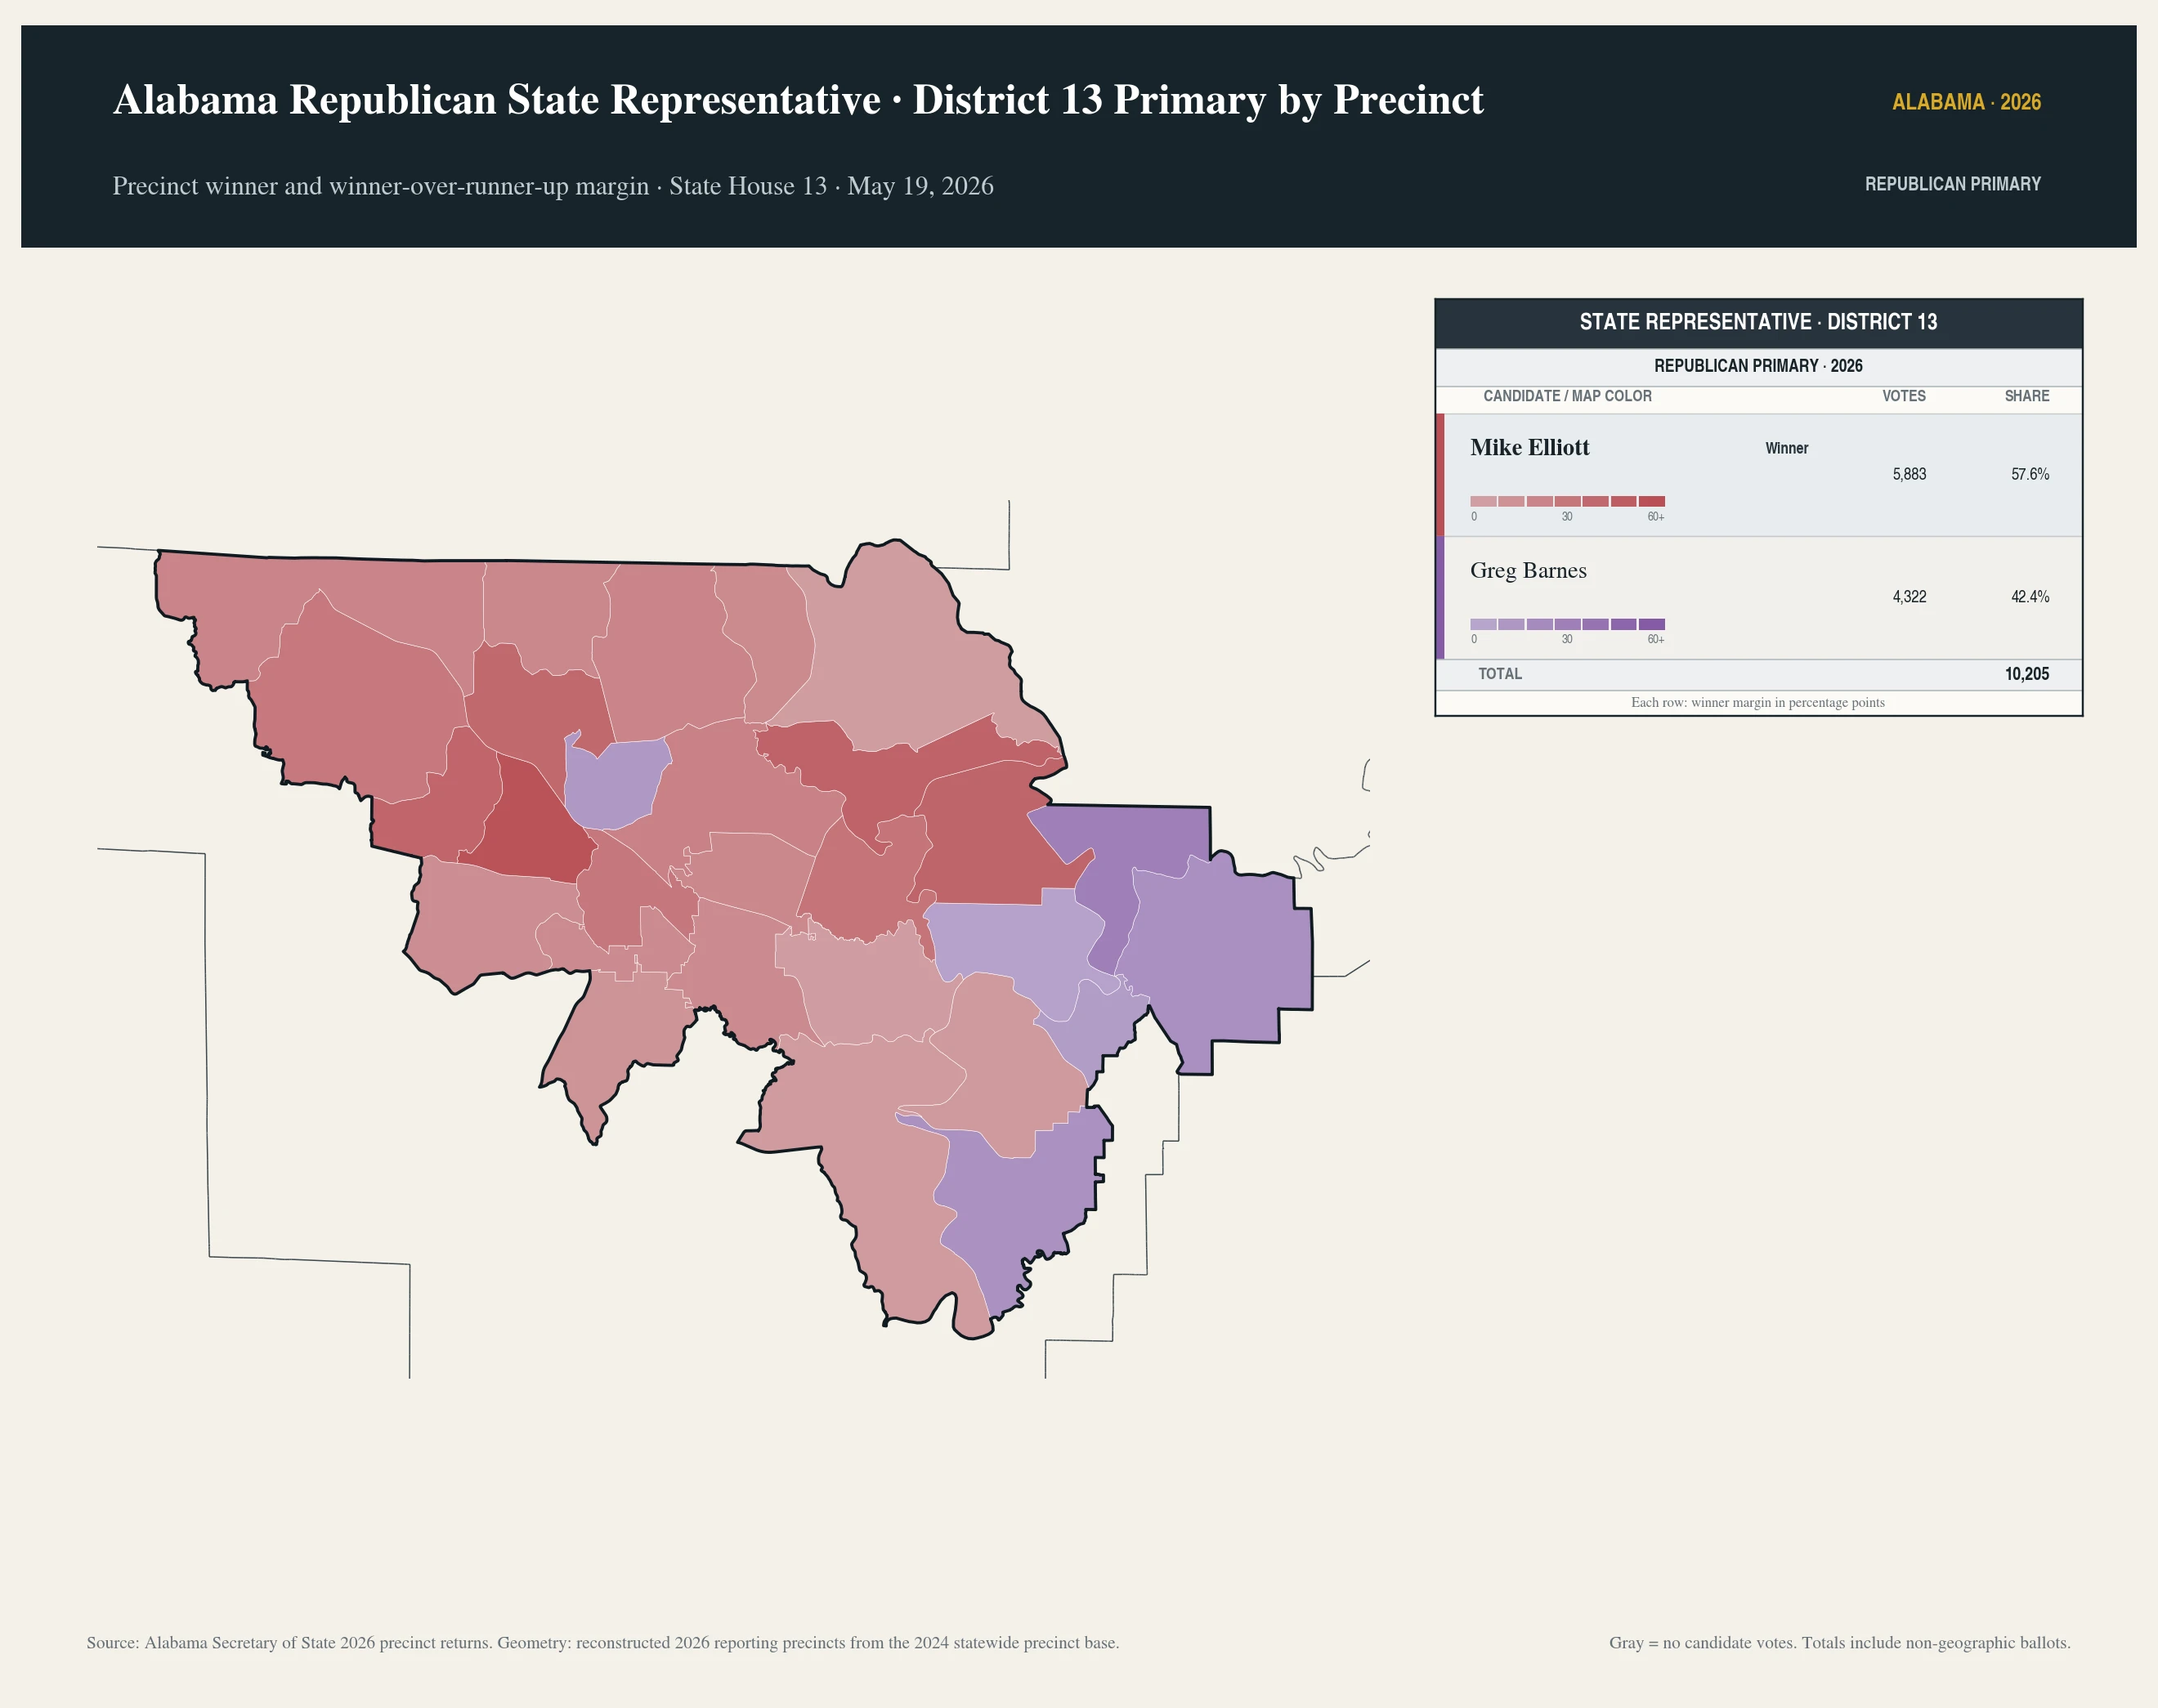 Alabama Republican State Representative · District 13 Primary by Precinct
ALABAMA · 2026
Precinct winner and winner-over-runner-up margin · State House 13 · May 19, 2026
REPUBLICAN PRIMARY
STATE REPRESENTATIVE · DISTRICT 13
REPUBLICAN PRIMARY · 2026
CANDIDATE / MAP COLOR VOTES SHARE
Mike Elliott Winner
5,883 57.6%
0 30 60+
Greg Barnes
4,322 42.4%
0 30 60+
TOTAL 10,205
Each row: winner margin in percentage points
Source: Alabama Secretary of State 2026 precinct returns. Geometry: reconstructed 2026 reporting precincts from the 2024 statewide precinct base.
Gray = no candidate votes. Totals include non-geographic ballots.